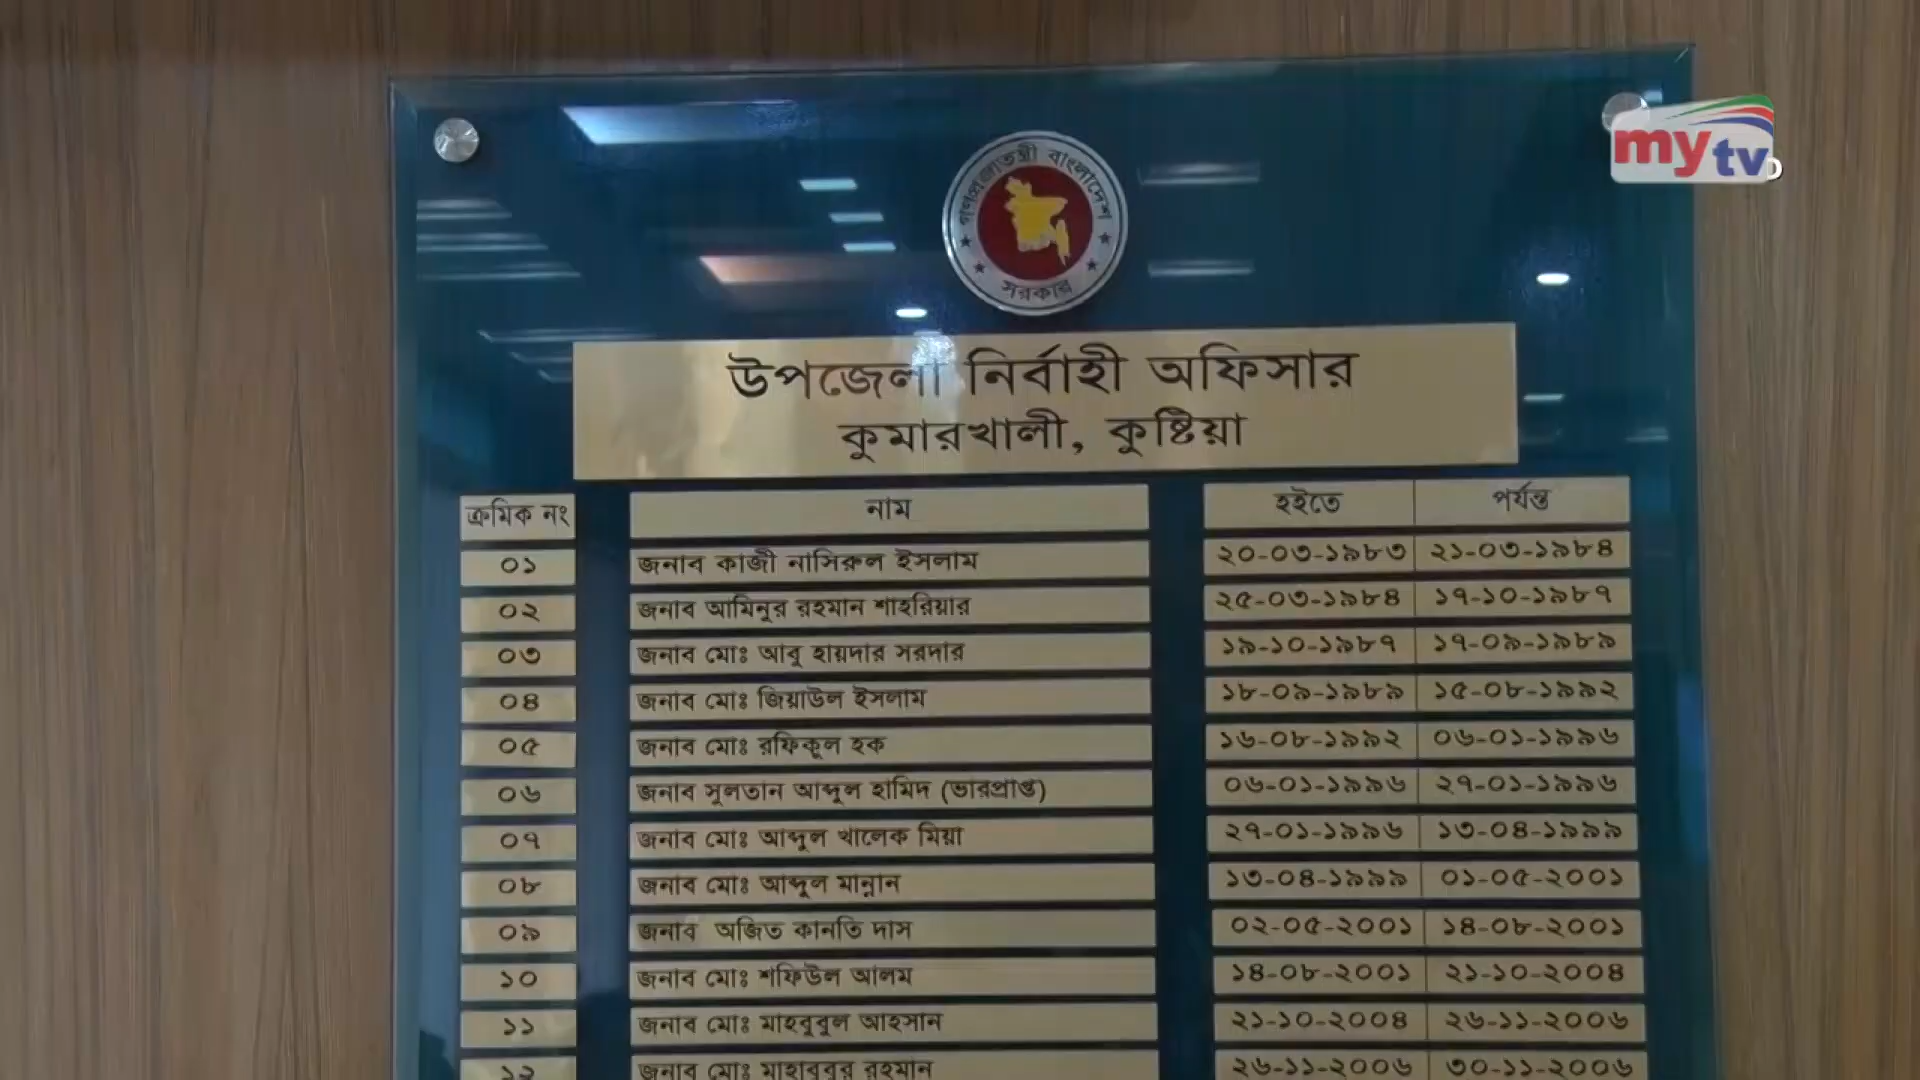 mytv
গণপ্রজাতন্ত্রী বাংলাদেশ
সরকার
উপজেলা নির্বাহী অফিসার
কুমারখালী, কুষ্টিয়া
ক্রমিক নং নাম হইতে পর্যন্ত
০১ জনাব কাজী নাসিরুল ইসলাম ২০-০৩-১৯৮৩ ২১-০৩-১৯৮৪
০২ জনাব আমিনুর রহমান শাহরিয়ার ২৫-০৩-১৯৮৪ ১৭-১০-১৯৮৭
০৩ জনাব মোঃ আবু হায়দার সরদার ১৯-১০-১৯৮৭ ১৭-০৯-১৯৮৯
০৪ জনাব মোঃ জিয়াউল ইসলাম ১৮-০৯-১৯৮৯ ১৫-০৮-১৯৯২
০৫ জনাব মোঃ রফিকুল হক ১৬-০৮-১৯৯২ ০৬-০১-১৯৯৬
০৬ জনাব সুলতান আব্দুল হামিদ (ভারপ্রাপ্ত) ০৬-০১-১৯৯৬ ২৭-০১-১৯৯৬
০৭ জনাব মোঃ আব্দুল খালেক মিয়া ২৭-০১-১৯৯৬ ১৩-০৪-১৯৯৯
০৮ জনাব মোঃ আব্দুল মান্নান ১৩-০৪-১৯৯৯ ০১-০৫-২০০১
০৯ জনাব অজিত কানতি দাস ০২-০৫-২০০১ ১৪-০৮-২০০১
১০ জনাব মোঃ শফিউল আলম ১৪-০৮-২০০১ ২১-১০-২০০৪
১১ জনাব মোঃ মাহবুবুল আহসান ২১-১০-২০০৪ ২৬-১১-২০০৬
১২ জনাব মোঃ মাহাবুবুর রহমান ২৬-১১-২০০৬ ৩০-১১-২০০৬